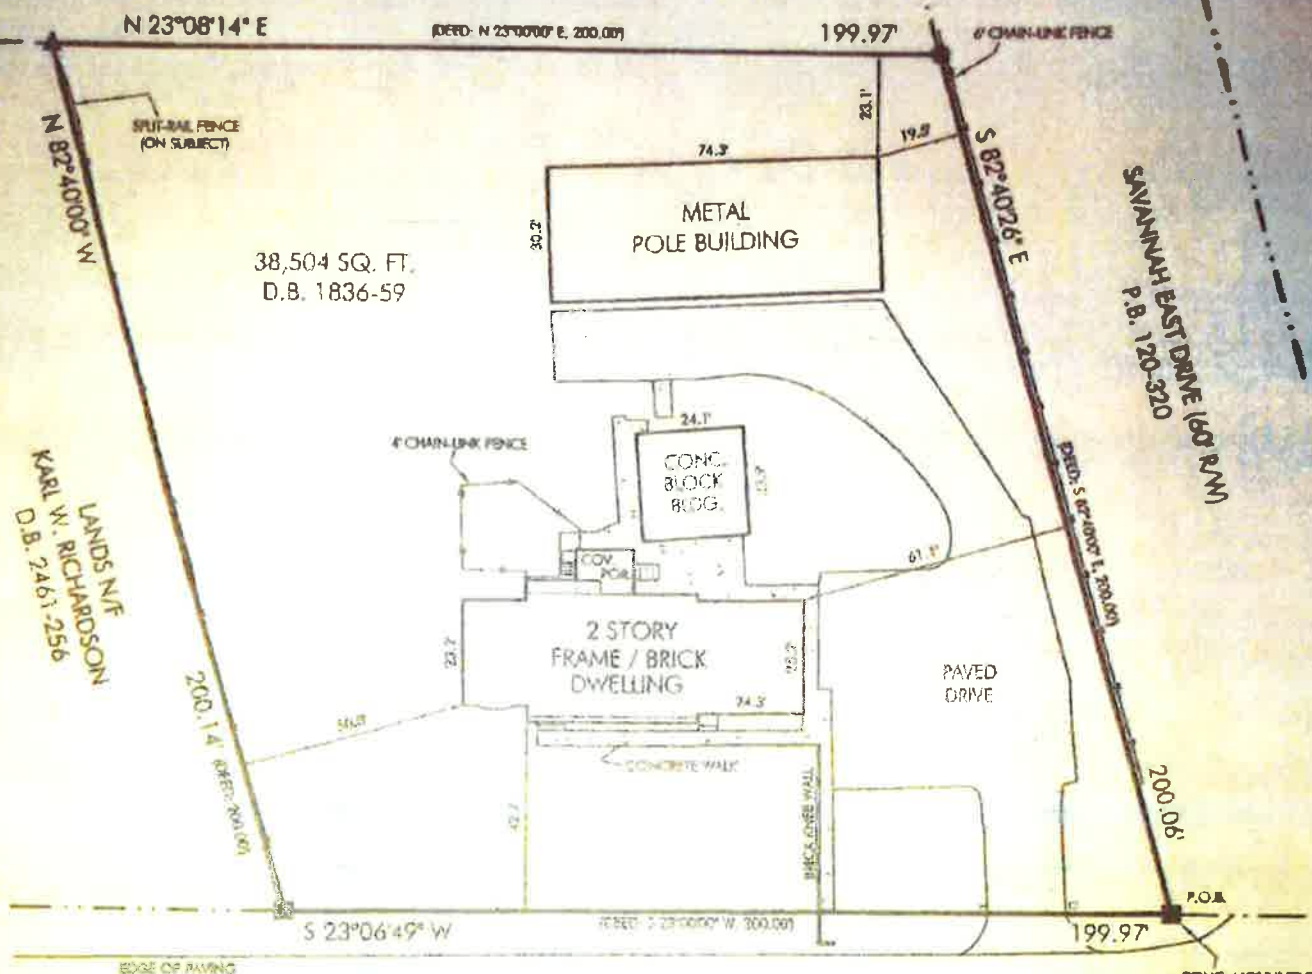 N 23°08'14" E
(DEED: N 23°00'00" E, 200.00')
199.97'
6' CHAIN-LINK FENCE
SPLIT-RAIL FENCE
(ON SUBJECT)
N 82°40'00" W
23.1'
19.5'
S 82°40'26" E
74.3'
METAL
POLE BUILDING
30.2'
38,504 SQ. FT.
D.B. 1836-59
SAVANNAH EAST DRIVE (60' R/W)
P.B. 120-320
4' CHAIN-LINK FENCE
24.1'
CONC.
BLOCK
BLDG.
(DEED: S 82°40'00" E, 200.00')
LANDS N/F
KARL W. RICHARDSON
D.B. 2461-256
COV.
POR.
61.1'
2 STORY
FRAME / BRICK
DWELLING
74.3'
PAVED
DRIVE
200.14'
(DEED: 200.00')
CONCRETE WALK
BRICK KNEE WALL
200.06'
P.O.B.
S 23°06'49" W
(DEED: S 23°00'00" W, 200.00')
199.97'
EDGE OF PAVING